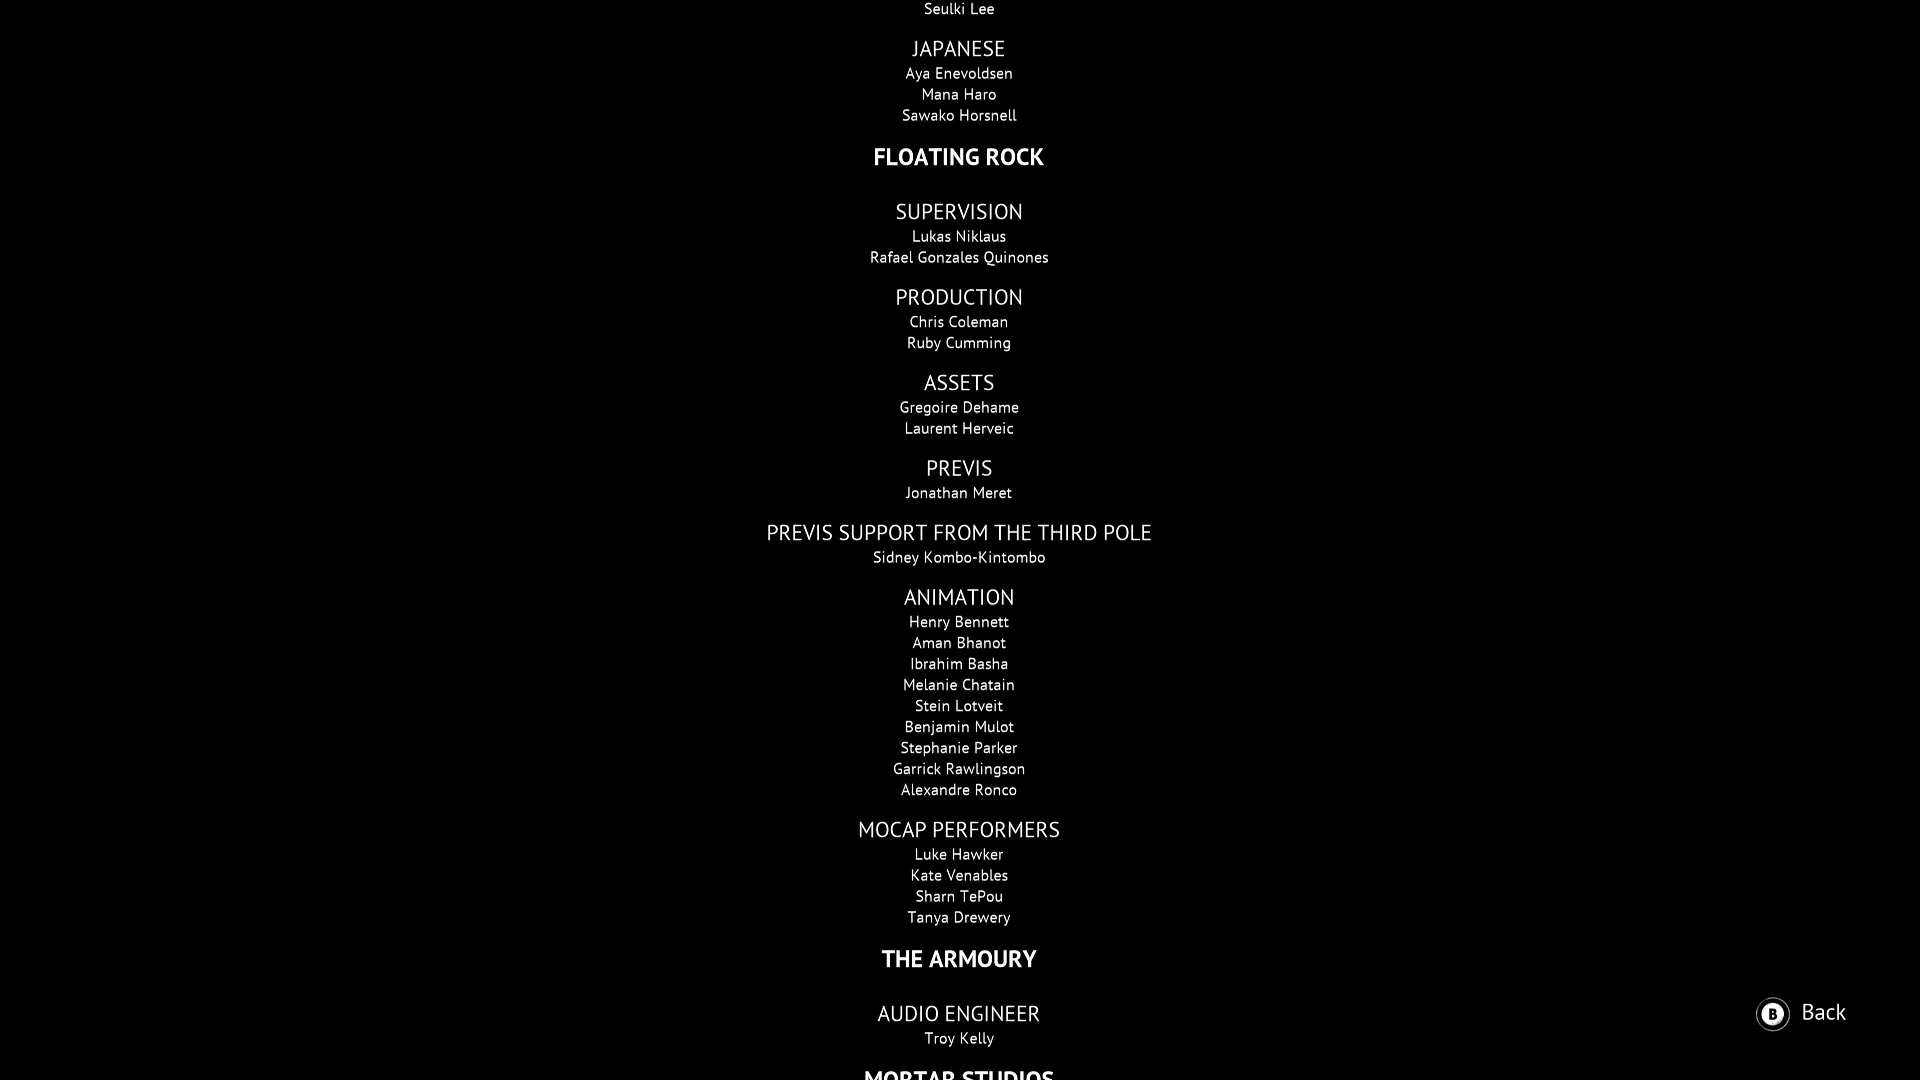 Seulki Lee
JAPANESE
Aya Enevoldsen
Mana Haro
Sawako Horsnell
FLOATING ROCK
SUPERVISION
Lukas Niklaus
Rafael Gonzales Quinones
PRODUCTION
Chris Coleman
Ruby Cumming
ASSETS
Gregoire Dehame
Laurent Herveic
PREVIS
Jonathan Meret
PREVIS SUPPORT FROM THE THIRD POLE
Sidney Kombo-Kintombo
ANIMATION
Henry Bennett
Aman Bhanot
Ibrahim Basha
Melanie Chatain
Stein Lotveit
Benjamin Mulot
Stephanie Parker
Garrick Rawlingson
Alexandre Ronco
MOCAP PERFORMERS
Luke Hawker
Kate Venables
Sharn TePou
Tanya Drewery
THE ARMOURY
AUDIO ENGINEER
Troy Kelly
MORTAR STUDIOS
B Back